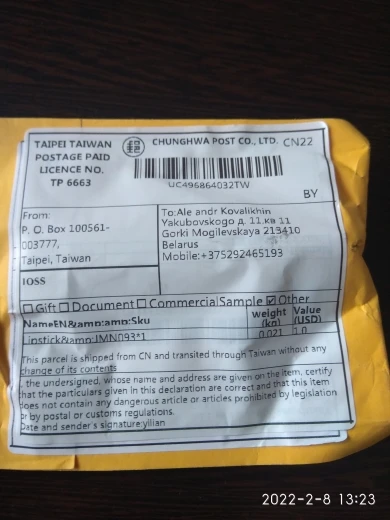 TAIPEI TAIWAN
POSTAGE PAID
LICENCE NO.
TP 6663
CHUNGHWA POST CO., LTD. CN22
UC496864032TW
BY
From:
P. O. Box 100561-
003777,
Taipei, Taiwan
IOSS
To:Ale andr Kovalikhin
Yakubovskogo д. 11.кв 11
Gorki Mogilevskaya 213410
Belarus
Mobile:+375292465193
Gift Document Commercial Sample Other
NameEN&amp;amp;Sku
weight (kg)
Value (USD)
lipstick&amp;JMN093*1
0.021
1.0
This parcel is shipped from CN and transited through Taiwan without any
change of its contents
the undersigned, whose name and address are given on the item, certify
that the particulars given in this declaration are correct and that this item
does not contain any dangerous article or articles prohibited by legislation
or by postal or customs regulations.
Date and sender's signature:yilian
2022-2-8 13:23